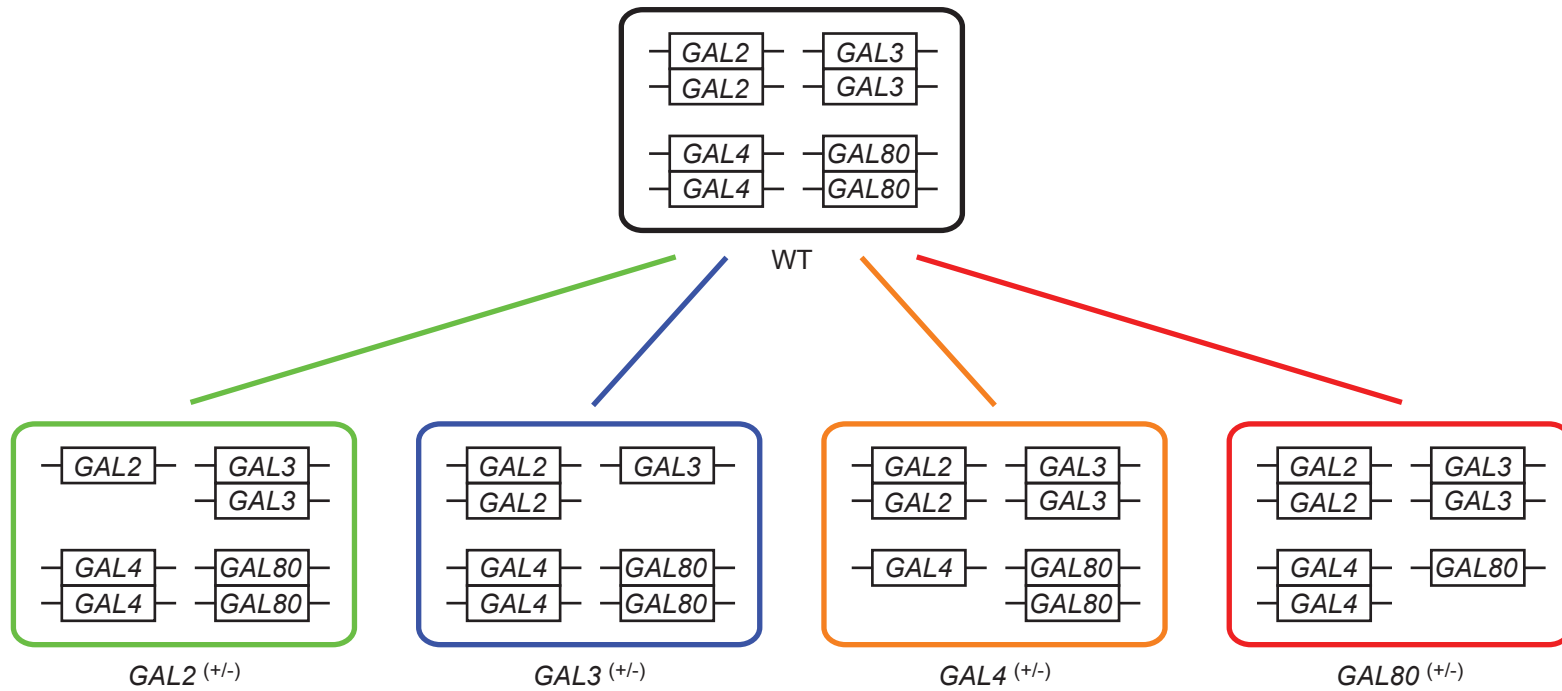 GAL2 GAL3
GAL2 GAL3
GAL4 GAL80
GAL4 GAL80
WT
GAL2 GAL3 GAL2 GAL3 GAL2 GAL3 GAL2 GAL3
GAL3 GAL2 GAL2 GAL3 GAL2 GAL3
GAL4 GAL80 GAL4 GAL80 GAL4 GAL80 GAL4 GAL80
GAL4 GAL80 GAL4 GAL80 GAL80 GAL4
GAL2 (+/-) GAL3 (+/-) GAL4 (+/-) GAL80 (+/-)